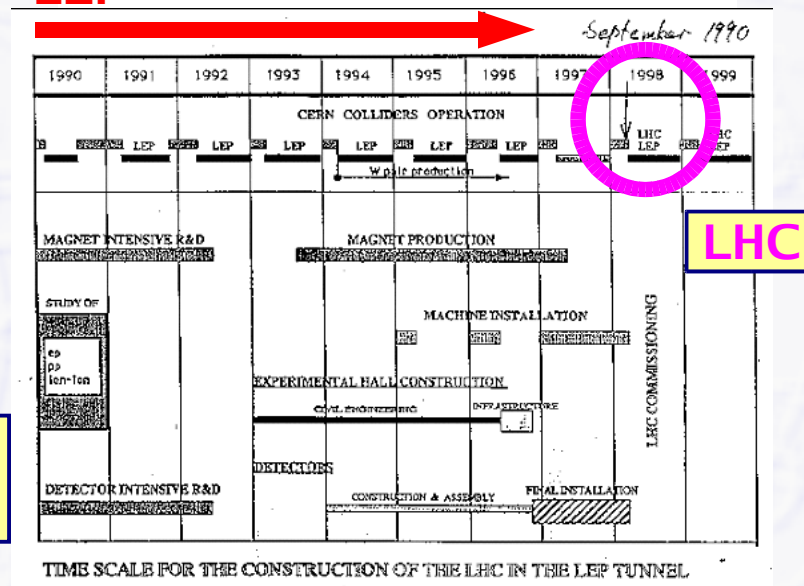 September 1990
1990 1991 1992 1993 1994 1995 1996 1997 1998 1999
CERN COLLIDERS OPERATION
LHC LHC
LEP LEP LEP LEP LEP LEP LEP LEP
W pair production
MAGNET INTENSIVE R&D MAGNET PRODUCTION
LHC
STUDY OF
MACHINE INSTALLATION
ep
pp
ion-ion
EXPERIMENTAL HALL CONSTRUCTION
CIVIL ENGINEERING INFRASTRUCTURE
LHC COMMISSIONING
DETECTORS
DETECTOR INTENSIVE R&D
CONSTRUCTION & ASSEMBLY FINAL INSTALLATION
TIME SCALE FOR THE CONSTRUCTION OF THE LHC IN THE LEP TUNNEL